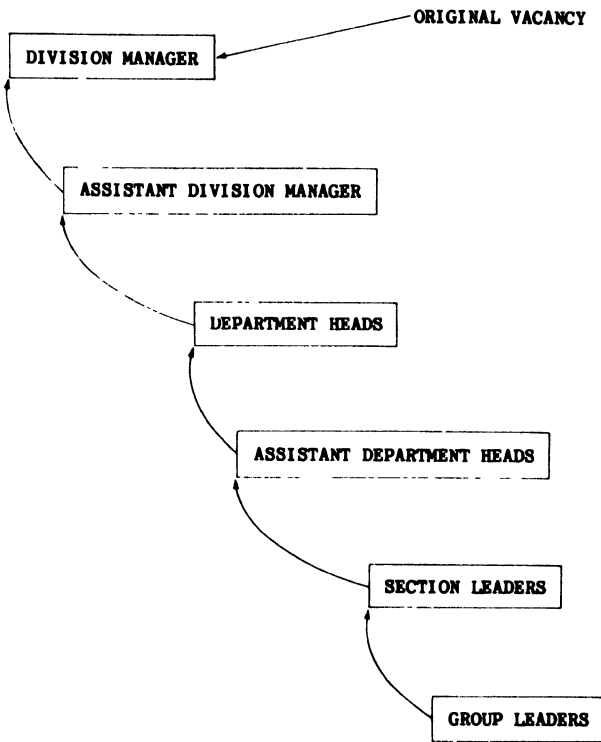 ORIGINAL VACANCY
DIVISION MANAGER
ASSISTANT DIVISION MANAGER
DEPARTMENT HEADS
ASSISTANT DEPARTMENT HEADS
SECTION LEADERS
GROUP LEADERS